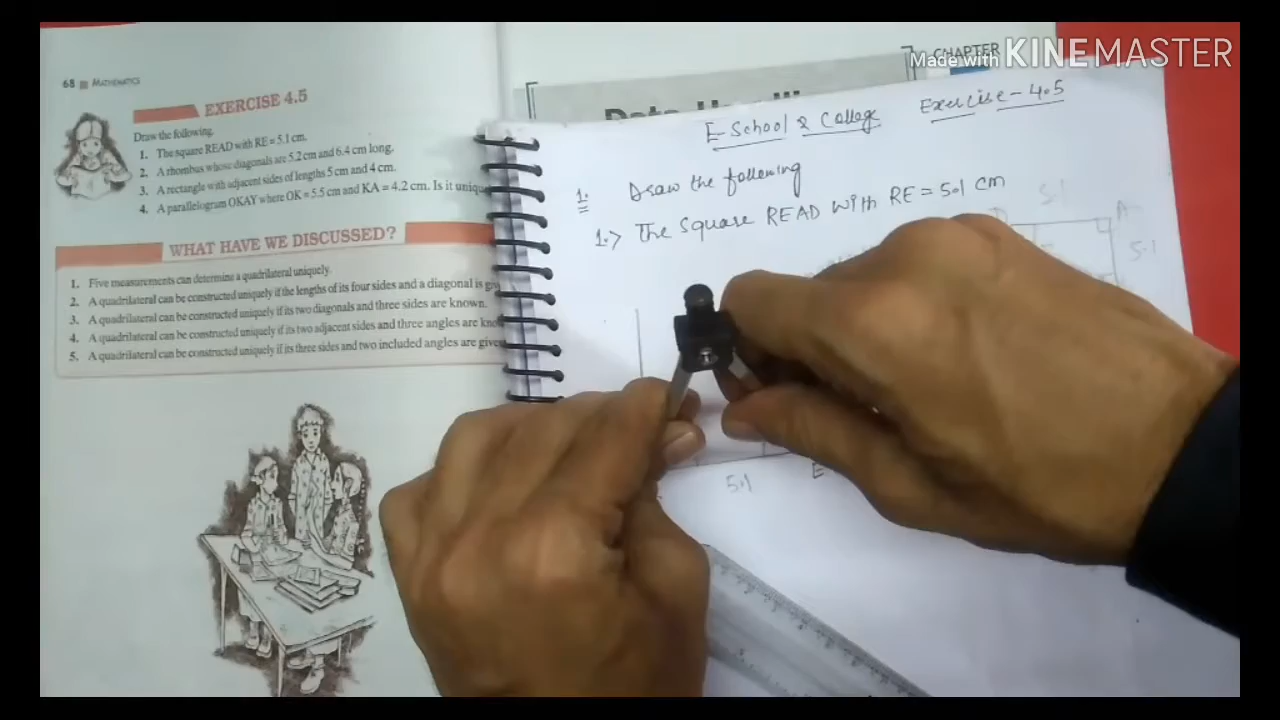 Made with KINEMASTER
68 MATHEMATICS
EXERCISE 4.5
Draw the following.
1. The square READ with RE = 5.1 cm.
2. A rhombus whose diagonals are 5.2 cm and 6.4 cm long.
3. A rectangle with adjacent sides of lengths 5 cm and 4 cm.
4. A parallelogram OKAY where OK = 5.5 cm and KA = 4.2 cm. Is it
WHAT HAVE WE DISCUSSED?
1. Five measurements can determine a quadrilateral uniquely.
2. A quadrilateral can be constructed uniquely if the lengths of its four sides and a diagonal is
3. A quadrilateral can be constructed uniquely if its two diagonals and three sides are known.
4. A quadrilateral can be constructed uniquely if its two adjacent sides and three angles are
5. A quadrilateral can be constructed uniquely if its three sides and two included angles are
CHAPTER
E-School & College Exercise-4.5
1. Draw the following
1.> The square READ with RE = 5.1 cm
5.1
A
5.1
5.1
E